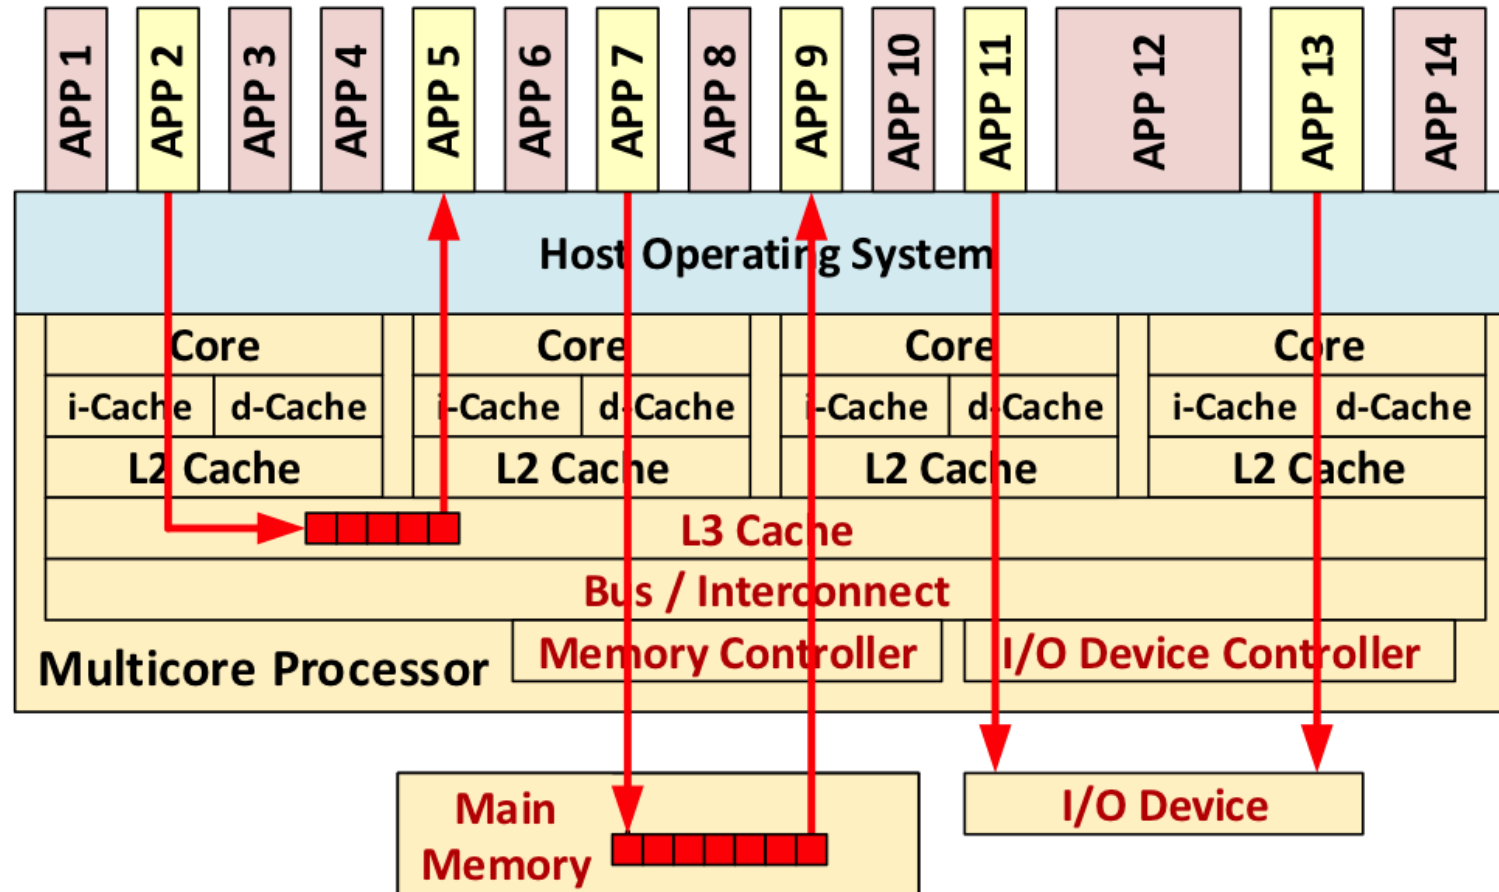 APP 1
APP 2
APP 3
APP 4
APP 5
APP 6
APP 7
APP 8
APP 9
APP 10
APP 11
APP 12
APP 13
APP 14
Host Operating System
Core
Core
Core
Core
i-Cache
d-Cache
i-Cache
d-Cache
i-Cache
d-Cache
i-Cache
d-Cache
L2 Cache
L2 Cache
L2 Cache
L2 Cache
L3 Cache
Bus / Interconnect
Multicore Processor
Memory Controller
I/O Device Controller
Main
Memory
I/O Device